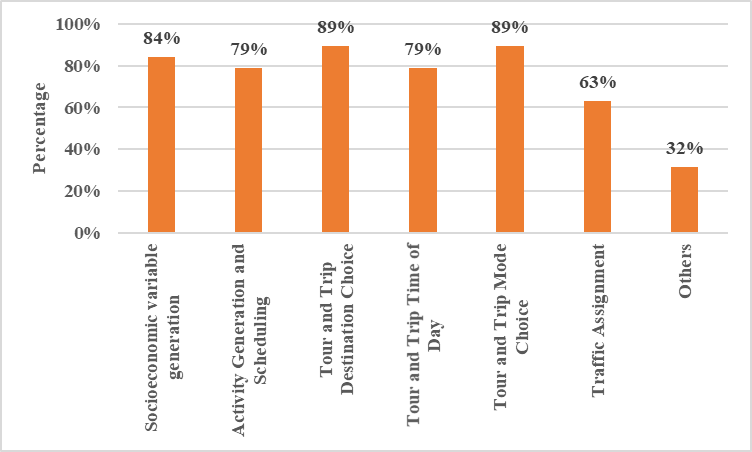 100%
80%
60%
40%
20%
0%
Percentage
84%
79%
89%
79%
89%
63%
32%
Socioeconomic variable
generation
Activity Generation and
Scheduling
Tour and Trip
Destination Choice
Tour and Trip Time of
Day
Tour and Trip Mode
Choice
Traffic Assignment
Others